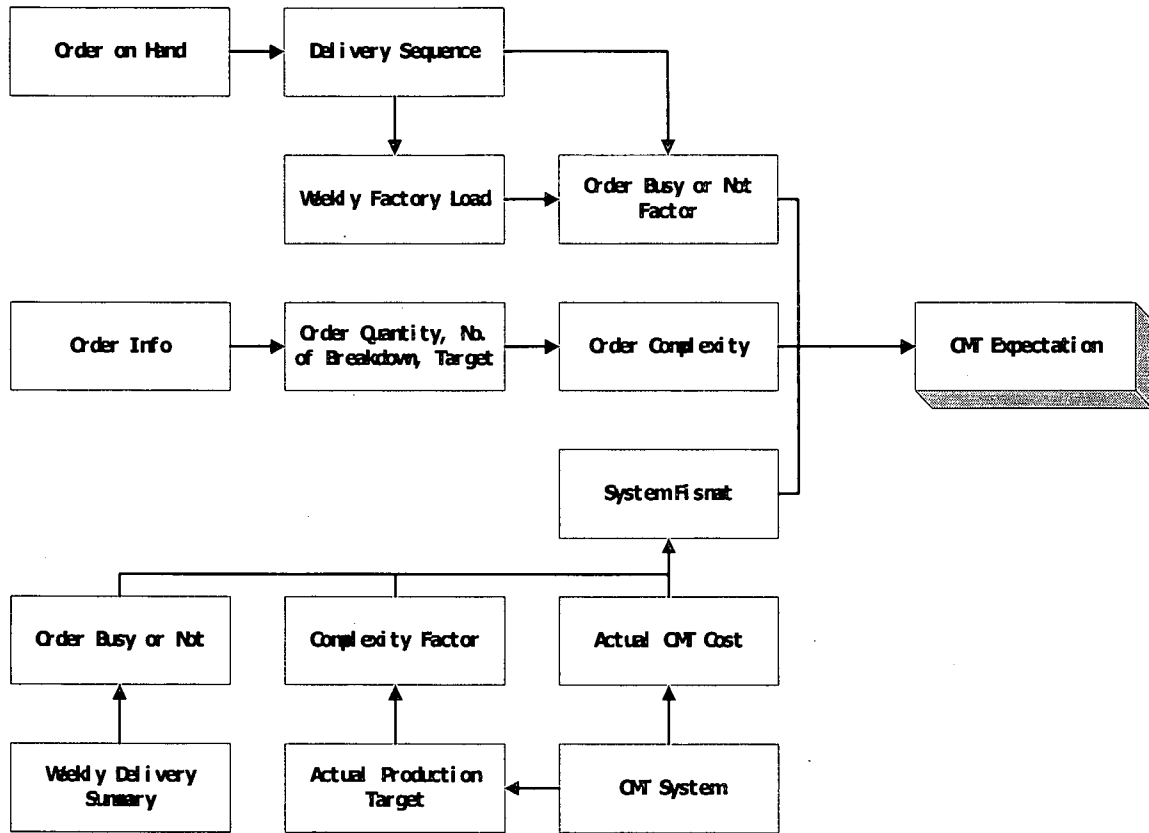 Order on Hand
Delivery Sequence
Weekly Factory Load
Order Busy or Not
Factor
Order Info
Order Quantity, No.
of Breakdown, Target
Order Complexity
CMT Expectation
System Fismat
Order Busy or Not
Complexity Factor
Actual CMT Cost
Weekly Delivery
Summary
Actual Production
Target
CMT System